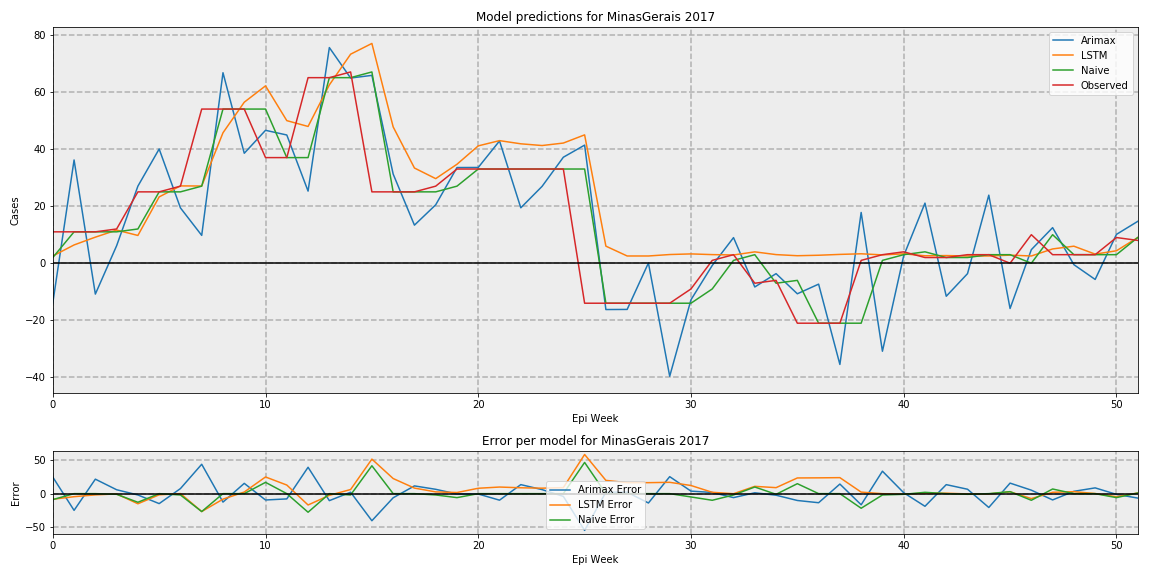 Model predictions for MinasGerais 2017
Cases
80
60
40
20
0
−20
−40
Arimax
LSTM
Naive
Observed
0 10 20 30 40 50
Epi Week
Error per model for MinasGerais 2017
Error
50
0
−50
Arimax Error
LSTM Error
Naive Error
0 10 20 30 40 50
Epi Week